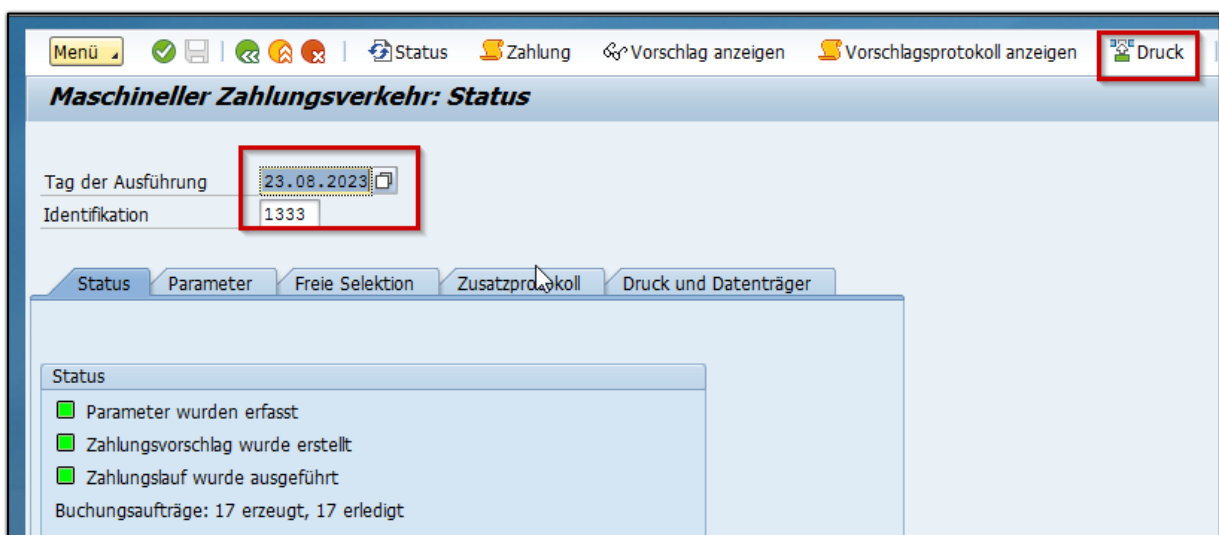 Menü Status Zahlung Vorschlag anzeigen Vorschlagsprotokoll anzeigen Druck
Maschineller Zahlungsverkehr: Status
Tag der Ausführung 23.08.2023
Identifikation 1333
Status Parameter Freie Selektion Zusatzprotokoll Druck und Datenträger
Status
Parameter wurden erfasst
Zahlungsvorschlag wurde erstellt
Zahlungslauf wurde ausgeführt
Buchungsaufträge: 17 erzeugt, 17 erledigt